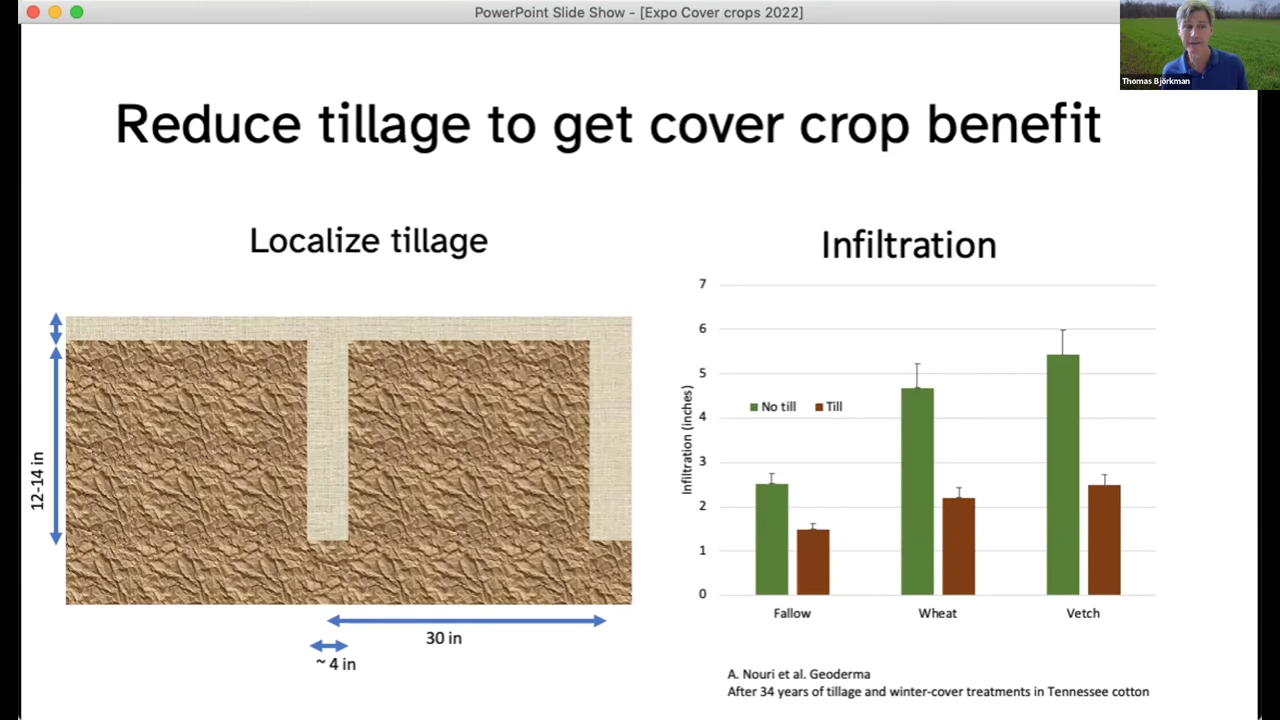 PowerPoint Slide Show - [Expo Cover crops 2022]
Thomas Björkman
Reduce tillage to get cover crop benefit
Localize tillage
12-14 in
30 in
~ 4 in
Infiltration
7
6
5
4
3
2
1
0
Infiltration (inches)
No till
Till
Fallow
Wheat
Vetch
A. Nouri et al. Geoderma
After 34 years of tillage and winter-cover treatments in Tennessee cotton